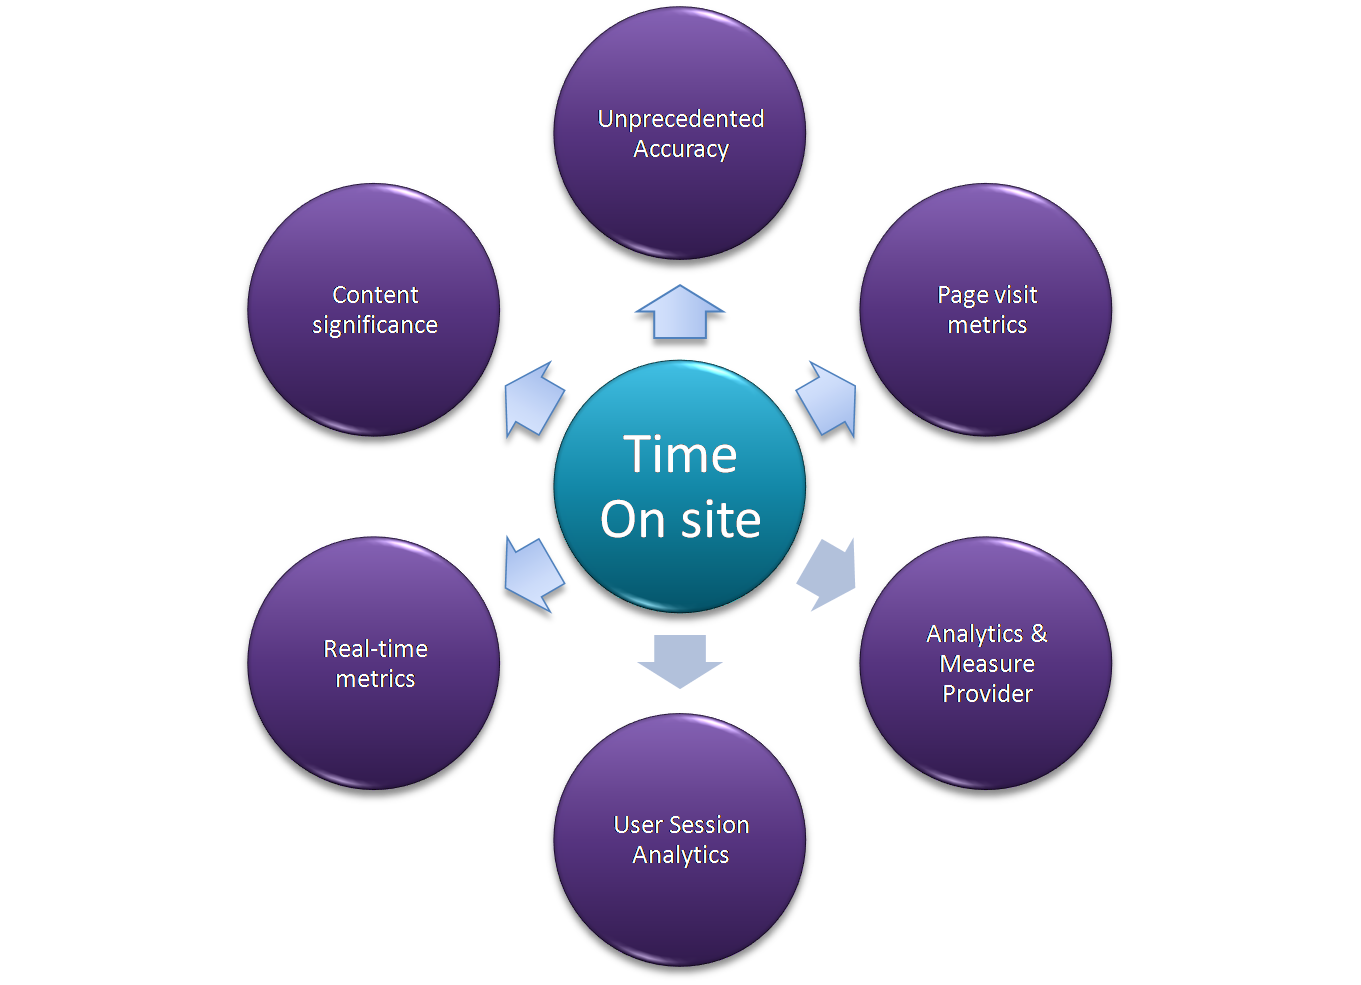 Unprecedented
Accuracy
Content
significance
Page visit
metrics
Time
On site
Real-time
metrics
Analytics &
Measure
Provider
User Session
Analytics